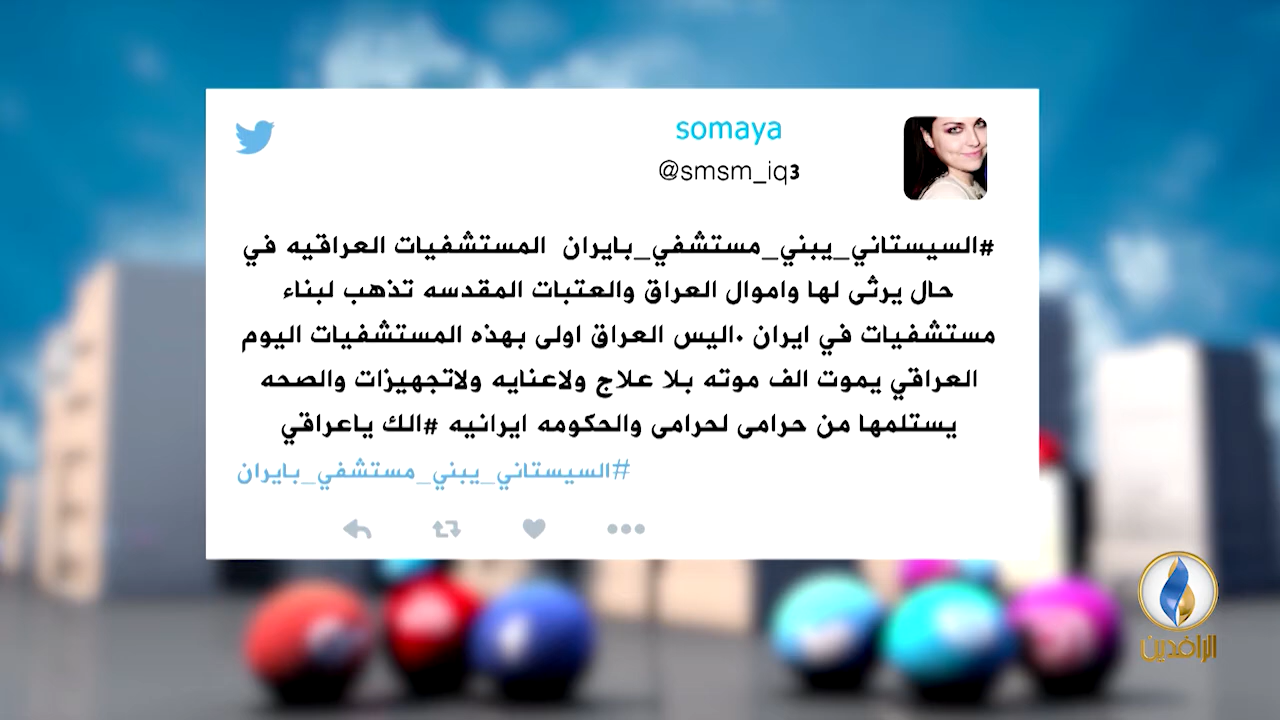 somaya
@smsm_iq3
#السيستاني_يبني_مستشفي_بايران المستشفيات العراقيه في
حال يرثى لها واموال العراق والعتبات المقدسه تذهب لبناء
مستشفيات في ايران .اليس العراق اولى بهذه المستشفيات اليوم
العراقي يموت الف موته بلا علاج ولاعنايه ولاتجهيزات والصحه
يستلمها من حرامى لحرامى والحكومه ايرانيه #الك ياعراقي
#السيستاني_يبني_مستشفي_بايران
الرافدين